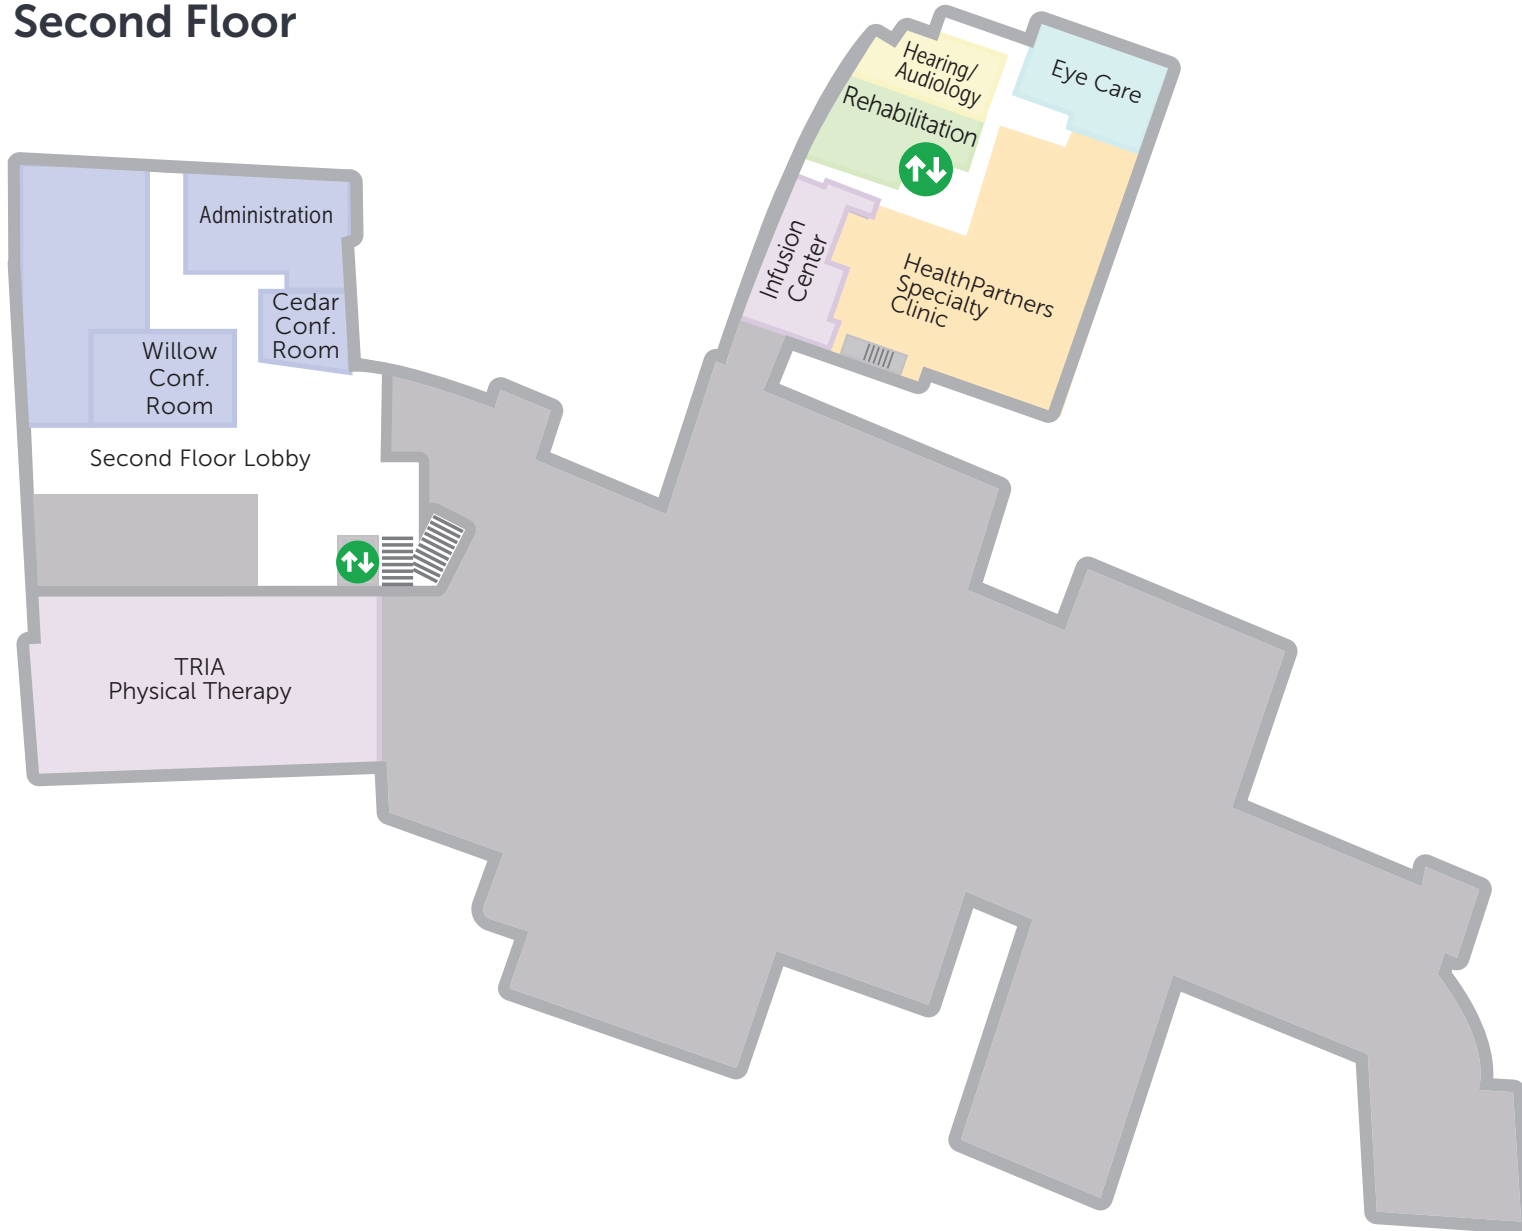 Second Floor
Hearing/
Audiology
Eye Care
Rehabilitation
Administration
Infusion
Center
HealthPartners
Specialty
Clinic
Cedar
Conf.
Room
Willow
Conf.
Room
Second Floor Lobby
TRIA
Physical Therapy